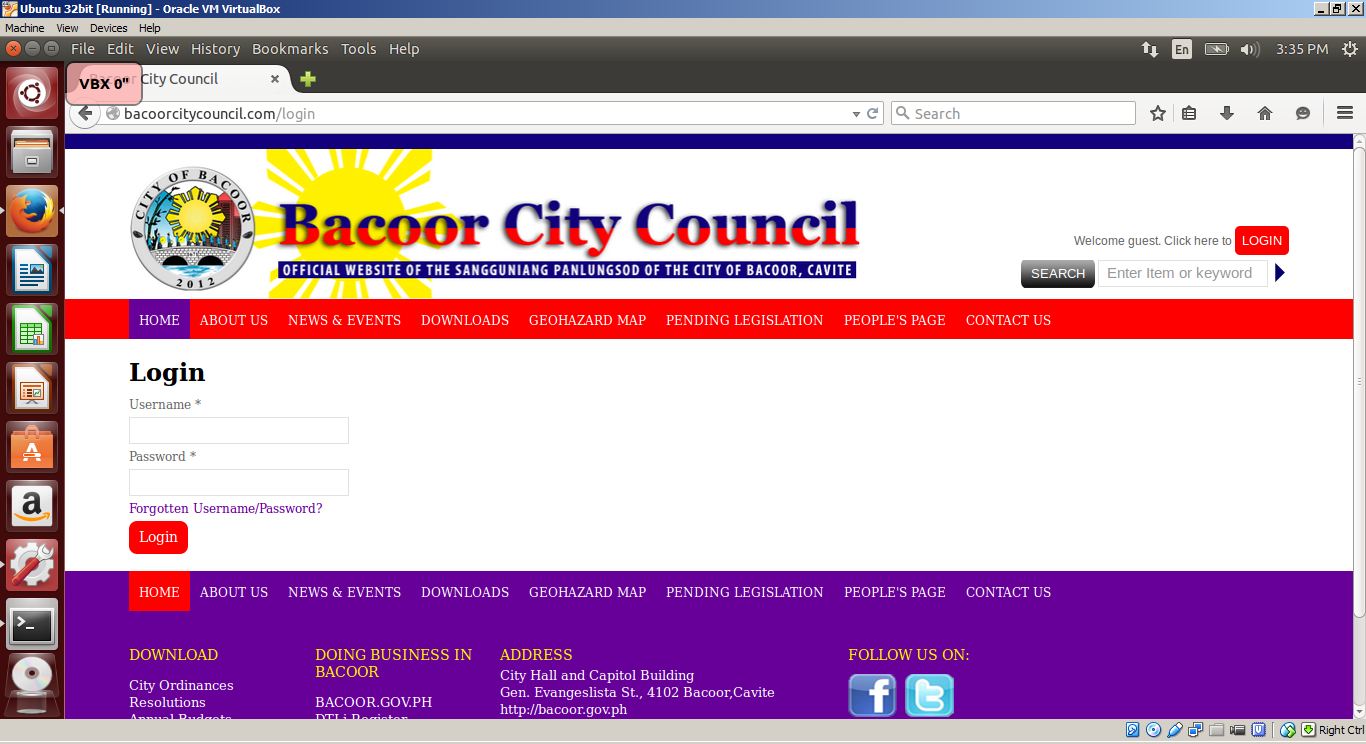 Ubuntu 32bit [Running] - Oracle VM VirtualBox
Machine View Devices Help
File Edit View History Bookmarks Tools Help
En 3:35 PM
VBX 0" City Council
bacoorcitycouncil.com/login Search
CITY OF BACOOR
2012
Bacoor City Council
OFFICIAL WEBSITE OF THE SANGGUNIANG PANLUNGSOD OF THE CITY OF BACOOR, CAVITE
Welcome guest. Click here to LOGIN
SEARCH Enter Item or keyword
HOME ABOUT US NEWS & EVENTS DOWNLOADS GEOHAZARD MAP PENDING LEGISLATION PEOPLE'S PAGE CONTACT US
Login
Username *
Password *
Forgotten Username/Password?
Login
HOME ABOUT US NEWS & EVENTS DOWNLOADS GEOHAZARD MAP PENDING LEGISLATION PEOPLE'S PAGE CONTACT US
DOWNLOAD
City Ordinances
Resolutions
Annual Budgets
DOING BUSINESS IN
BACOOR
BACOOR.GOV.PH
DTI-i Register
ADDRESS
City Hall and Capitol Building
Gen. Evangeslista St., 4102 Bacoor,Cavite
http://bacoor.gov.ph
FOLLOW US ON:
Right Ctrl